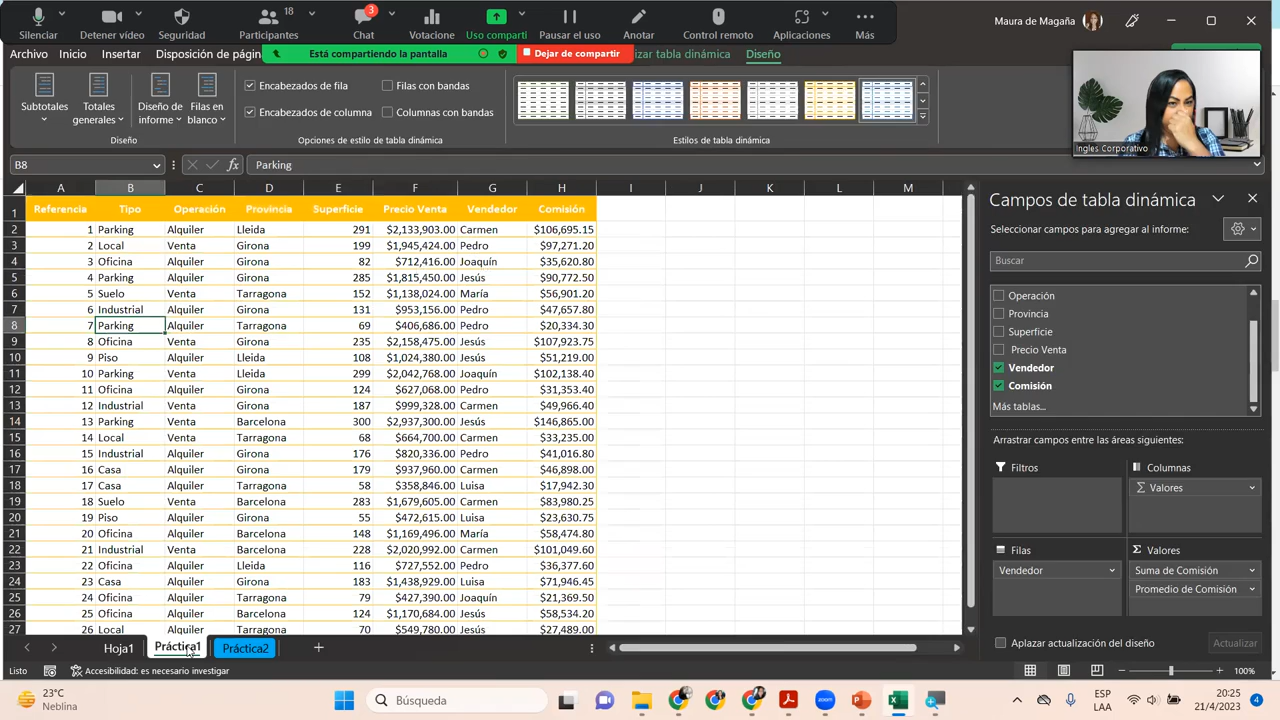 Silenciar
Detener vídeo
Seguridad
18
Participantes
3
Chat
Votacione
Uso comparti
Pausar el uso
Anotar
Control remoto
Aplicaciones
Más
Maura de Magaña
Archivo Inicio Insertar Disposición de págin
Está compartiendo la pantalla
Dejar de compartir
izar tabla dinámica Diseño
Subtotales
Totales generales
Diseño de informe
Filas en blanco
Diseño
Encabezados de fila Filas con bandas
Encabezados de columna Columnas con bandas
Opciones de estilo de tabla dinámica
Estilos de tabla dinámica
Ingles Corporativo
B8 fx Parking
A B C D E F G H I J K L M
1 Referencia Tipo Operación Provincia Superficie Precio Venta Vendedor Comisión
2 1 Parking Alquiler Lleida 291 $2,133,903.00 Carmen $106,695.15
3 2 Local Venta Girona 199 $1,945,424.00 Pedro $97,271.20
4 3 Oficina Alquiler Girona 82 $712,416.00 Joaquín $35,620.80
5 4 Parking Alquiler Girona 285 $1,815,450.00 Jesús $90,772.50
6 5 Suelo Venta Tarragona 212 $1,138,024.00 María $56,901.20
7 6 Industrial Alquiler Girona 131 $953,156.00 Pedro $47,657.80
8 7 Parking Alquiler Tarragona 69 $406,686.00 Pedro $20,334.30
9 8 Oficina Venta Girona 235 $2,158,475.00 Jesús $107,923.75
10 9 Piso Alquiler Lleida 108 $1,024,380.00 Jesús $51,219.00
11 10 Parking Venta Lleida 299 $2,042,768.00 Joaquín $102,138.40
12 11 Oficina Alquiler Girona 124 $627,068.00 Pedro $31,353.40
13 12 Industrial Venta Girona 187 $999,328.00 Carmen $49,966.40
14 13 Parking Venta Barcelona 300 $2,937,300.00 Jesús $146,865.00
15 14 Local Venta Tarragona 68 $664,700.00 Carmen $33,235.00
16 15 Industrial Venta Girona 176 $820,336.00 Pedro $41,016.80
17 16 Casa Alquiler Girona 179 $937,960.00 Carmen $46,898.00
18 17 Casa Alquiler Tarragona 58 $358,846.00 Luisa $17,942.30
19 18 Suelo Venta Barcelona 283 $1,679,605.00 Carmen $83,980.25
20 19 Piso Alquiler Girona 55 $472,615.00 Luisa $23,630.75
21 20 Oficina Alquiler Barcelona 148 $1,169,496.00 María $58,474.80
22 21 Industrial Venta Barcelona 228 $2,020,992.00 Carmen $101,049.60
23 22 Oficina Alquiler Lleida 116 $727,552.00 Pedro $36,377.60
24 23 Casa Alquiler Girona 183 $1,438,929.00 Luisa $71,946.45
25 24 Oficina Alquiler Tarragona 79 $427,390.00 Joaquín $21,369.50
26 25 Oficina Alquiler Barcelona 124 $1,170,684.00 Jesús $58,534.20
27 26 Local Alquiler Tarragona 70 $549,780.00 Jesús $27,489.00
Campos de tabla dinámica
Seleccionar campos para agregar al informe:
Buscar
Operación
Provincia
Superficie
Precio Venta
Vendedor
Comisión
Más tablas...
Arrastrar campos entre las áreas siguientes:
Filtros
Columnas
Σ Valores
Filas
Vendedor
Σ Valores
Suma de Comisión
Promedio de Comisión
Aplazar actualización del diseño
Actualizar
Hoja1 Práctica1 Práctica2
Listo Accesibilidad: es necesario investigar
100%
23°C
Neblina
Búsqueda
ESP
LAA
20:25
21/4/2023
4